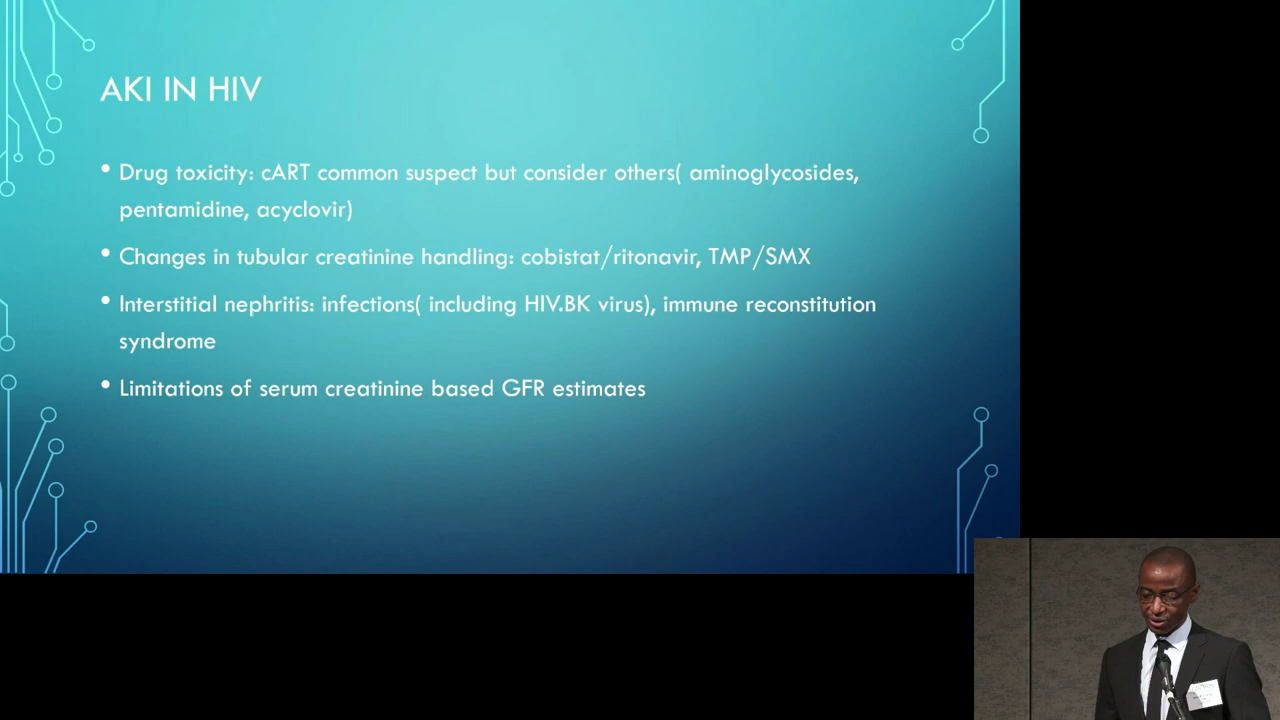 AKI IN HIV
• Drug toxicity: cART common suspect but consider others( aminoglycosides,
pentamidine, acyclovir)
• Changes in tubular creatinine handling: cobistat/ritonavir, TMP/SMX
• Interstitial nephritis: infections( including HIV.BK virus), immune reconstitution
syndrome
• Limitations of serum creatinine based GFR estimates